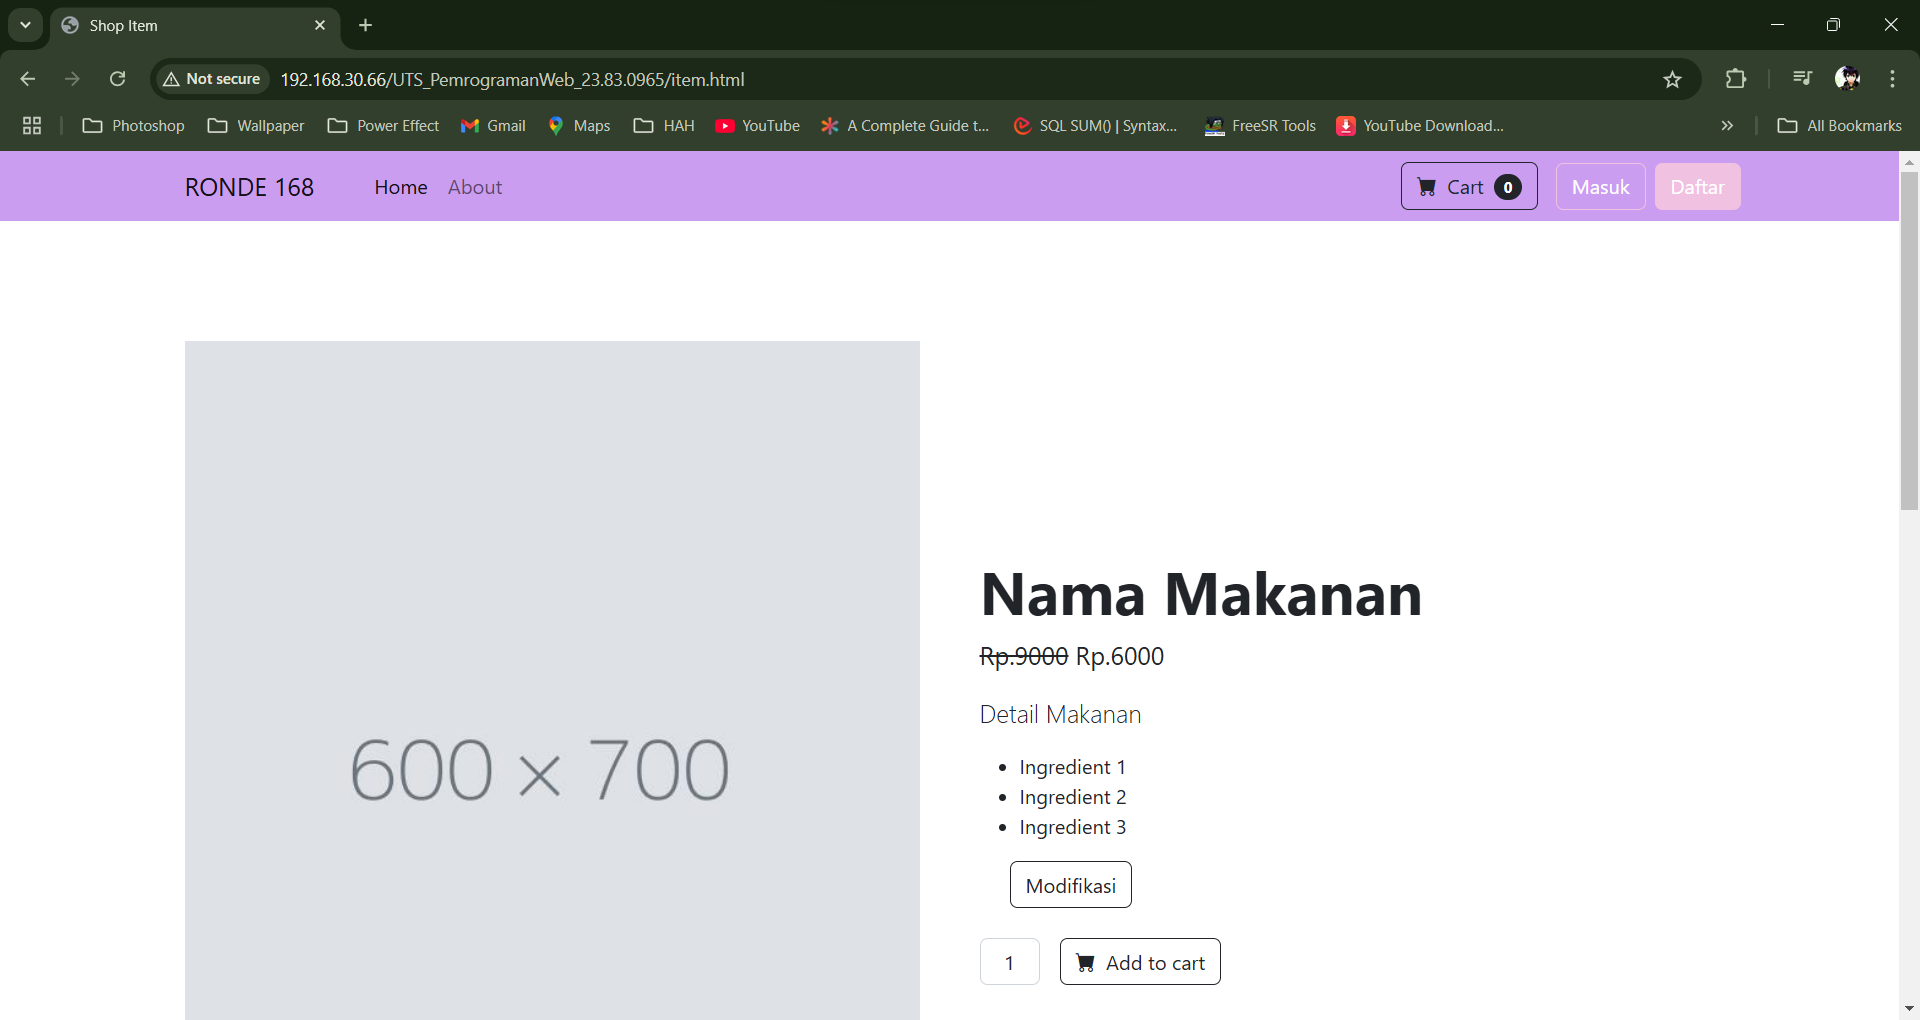 Shop Item
Not secure 192.168.30.66/UTS_PemrogramanWeb_23.83.0965/item.html
Photoshop Wallpaper Power Effect Gmail Maps HAH YouTube A Complete Guide t... SQL SUM() | Syntax... FreeSR Tools YouTube Download... All Bookmarks
RONDE 168 Home About Cart 0 Masuk Daftar
600 × 700
Nama Makanan
Rp.9000 Rp.6000
Detail Makanan
Ingredient 1
Ingredient 2
Ingredient 3
Modifikasi
1 Add to cart